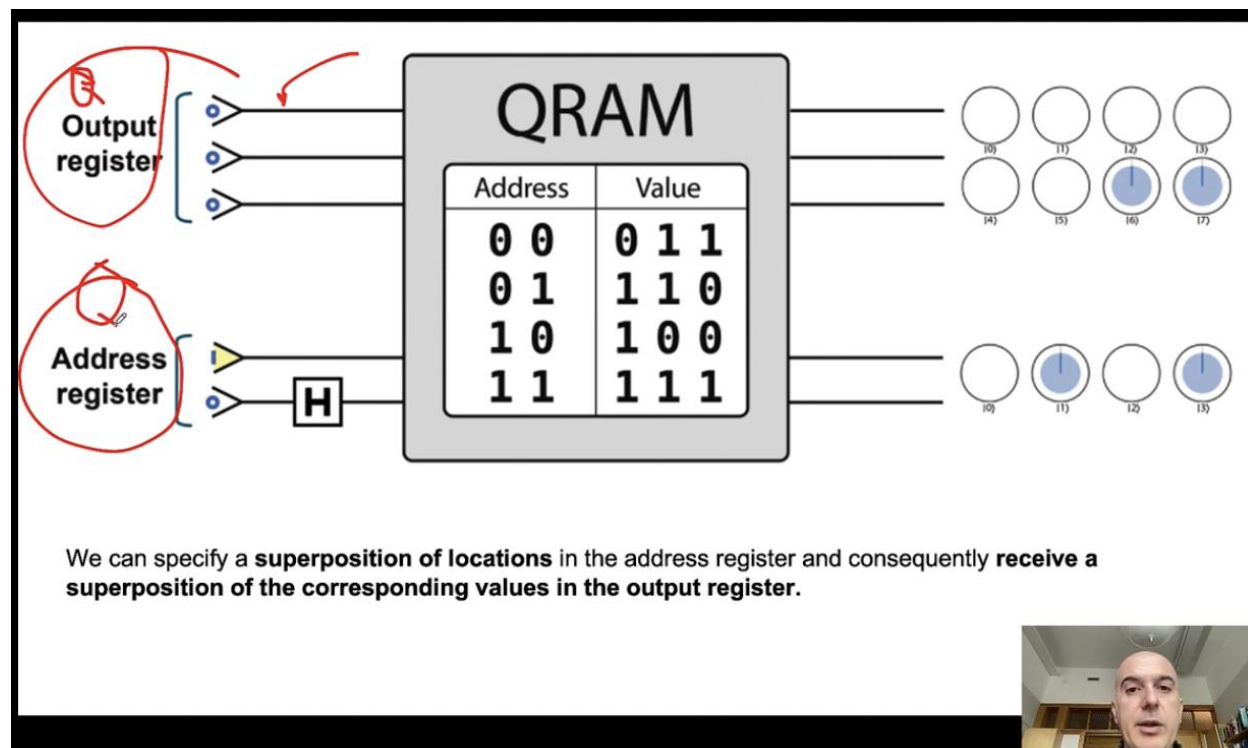 QRAM
Output
register
Address Value
0 0 0 1 1
0 1 1 1 0
1 0 1 0 0
1 1 1 1 1
Address
register
H
|0⟩ |1⟩ |2⟩ |3⟩
|4⟩ |5⟩ |6⟩ |7⟩
|0⟩ |1⟩ |2⟩ |3⟩
We can specify a superposition of locations in the address register and consequently receive a
superposition of the corresponding values in the output register.